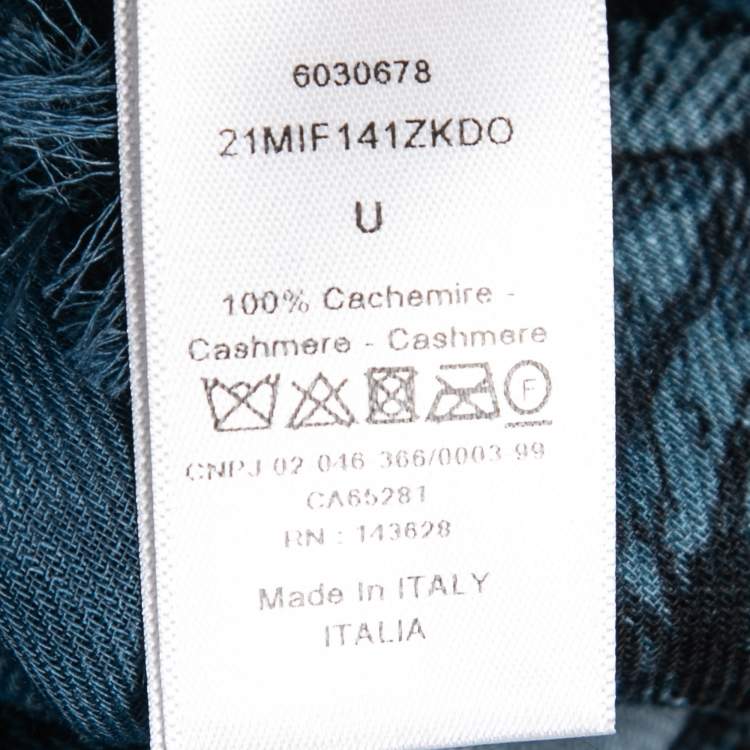 6030678
21MIF141ZKDO
U
100% Cachemire -
Cashmere - Cashmere
F
CNPJ 02 046 366/0003-99
CA65281
RN : 143628
Made In ITALY
ITALIA